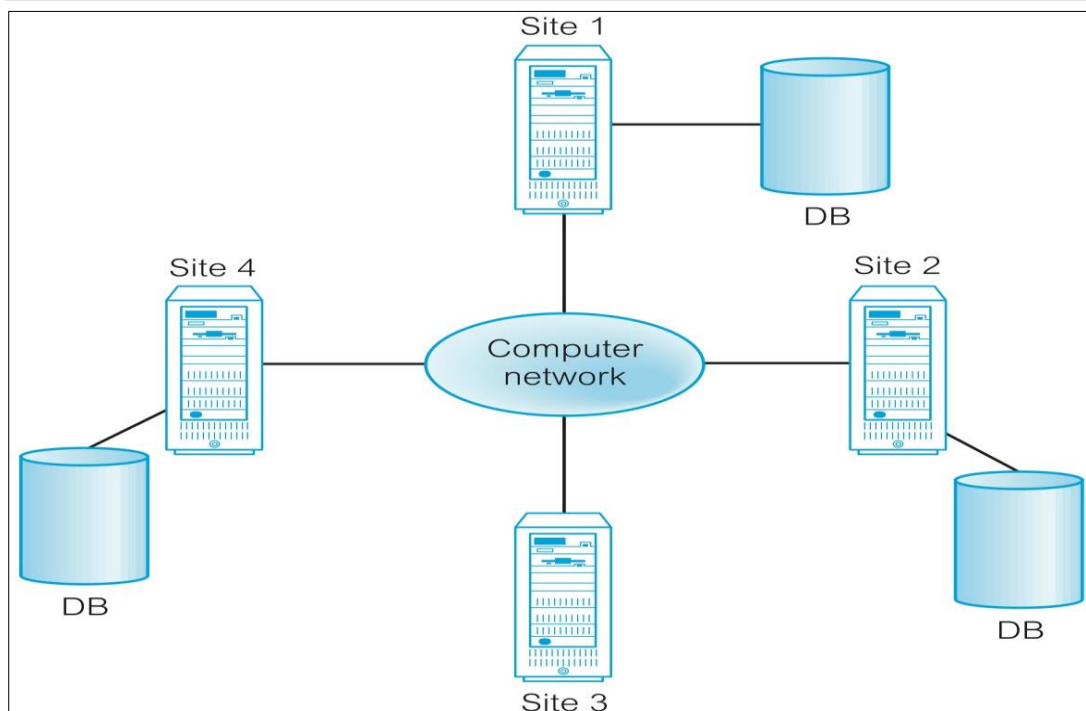 Site 1
DB
Site 4
Site 2
Computer
network
DB
DB
Site 3